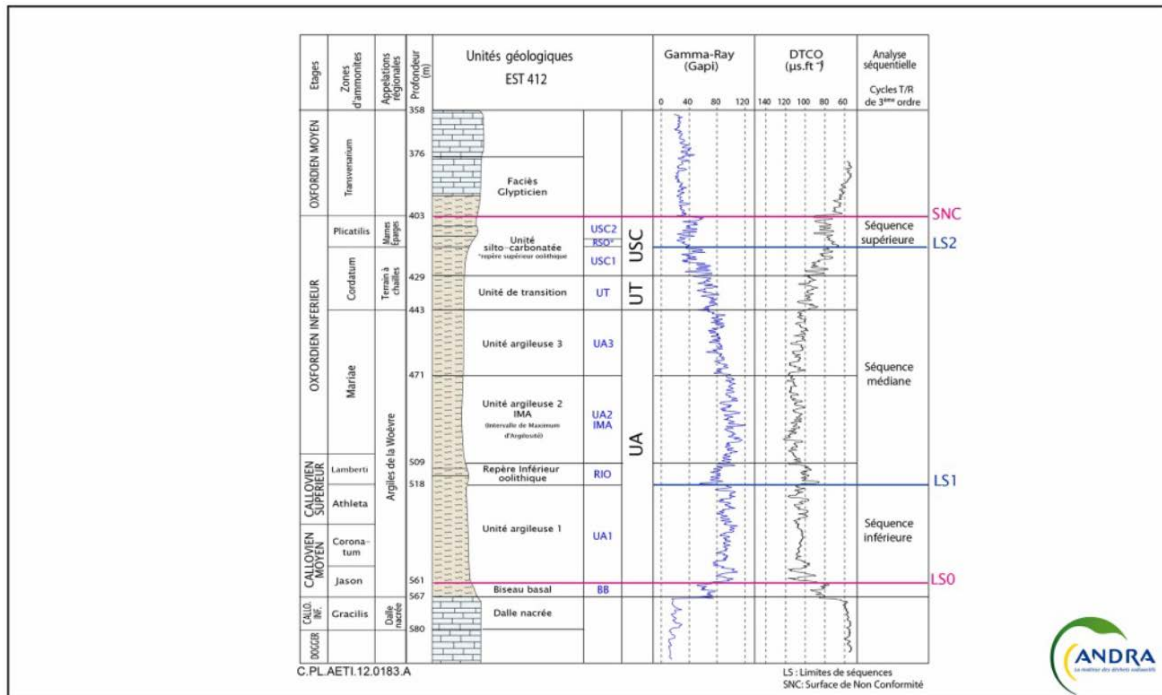 Etages
Zones d'ammonites
Appelations régionales
Profondeur (m)
Unités géologiques
EST 412
Gamma-Ray
(Gapi)
DTCO
(µs.ft⁻¹)
Analyse
séquentielle
Cycles T/R
de 3ème ordre
0 40 80 120 140 120 100 80 60
358
OXFORDIEN MOYEN
Transversarium
376
Faciès
Glypticien
403
SNC
Plicatilis
Marnes Eparges
Unité
silto-carbonatée
*repère supérieur oolithique
USC2
RSO*
USC1
USC
Séquence
supérieure
LS2
OXFORDIEN INFERIEUR
Cordatum
Terrain à chailles
429
Unité de transition
UT
UT
443
Mariae
Unité argileuse 3
UA3
471
Séquence
médiane
Unité argileuse 2
IMA
(Intervalle de Maximum
d'Argilosité)
UA2
IMA
UA
Argiles de la Woëvre
509
CALLOVIEN SUPERIEUR
Lamberti
Repère Inférieur
oolithique
RIO
518
LS1
Athleta
Unité argileuse 1
UA1
Séquence
inférieure
CALLOVIEN MOYEN
Corona-
tum
Jason
561
LS0
Biseau basal
BB
567
CALLO. INF.
Gracilis
Dalle nacrée
Dalle nacrée
580
DOGGER
C.PL.AETI.12.0183.A
LS : Limites de séquences
SNC: Surface de Non Conformité
ANDRA